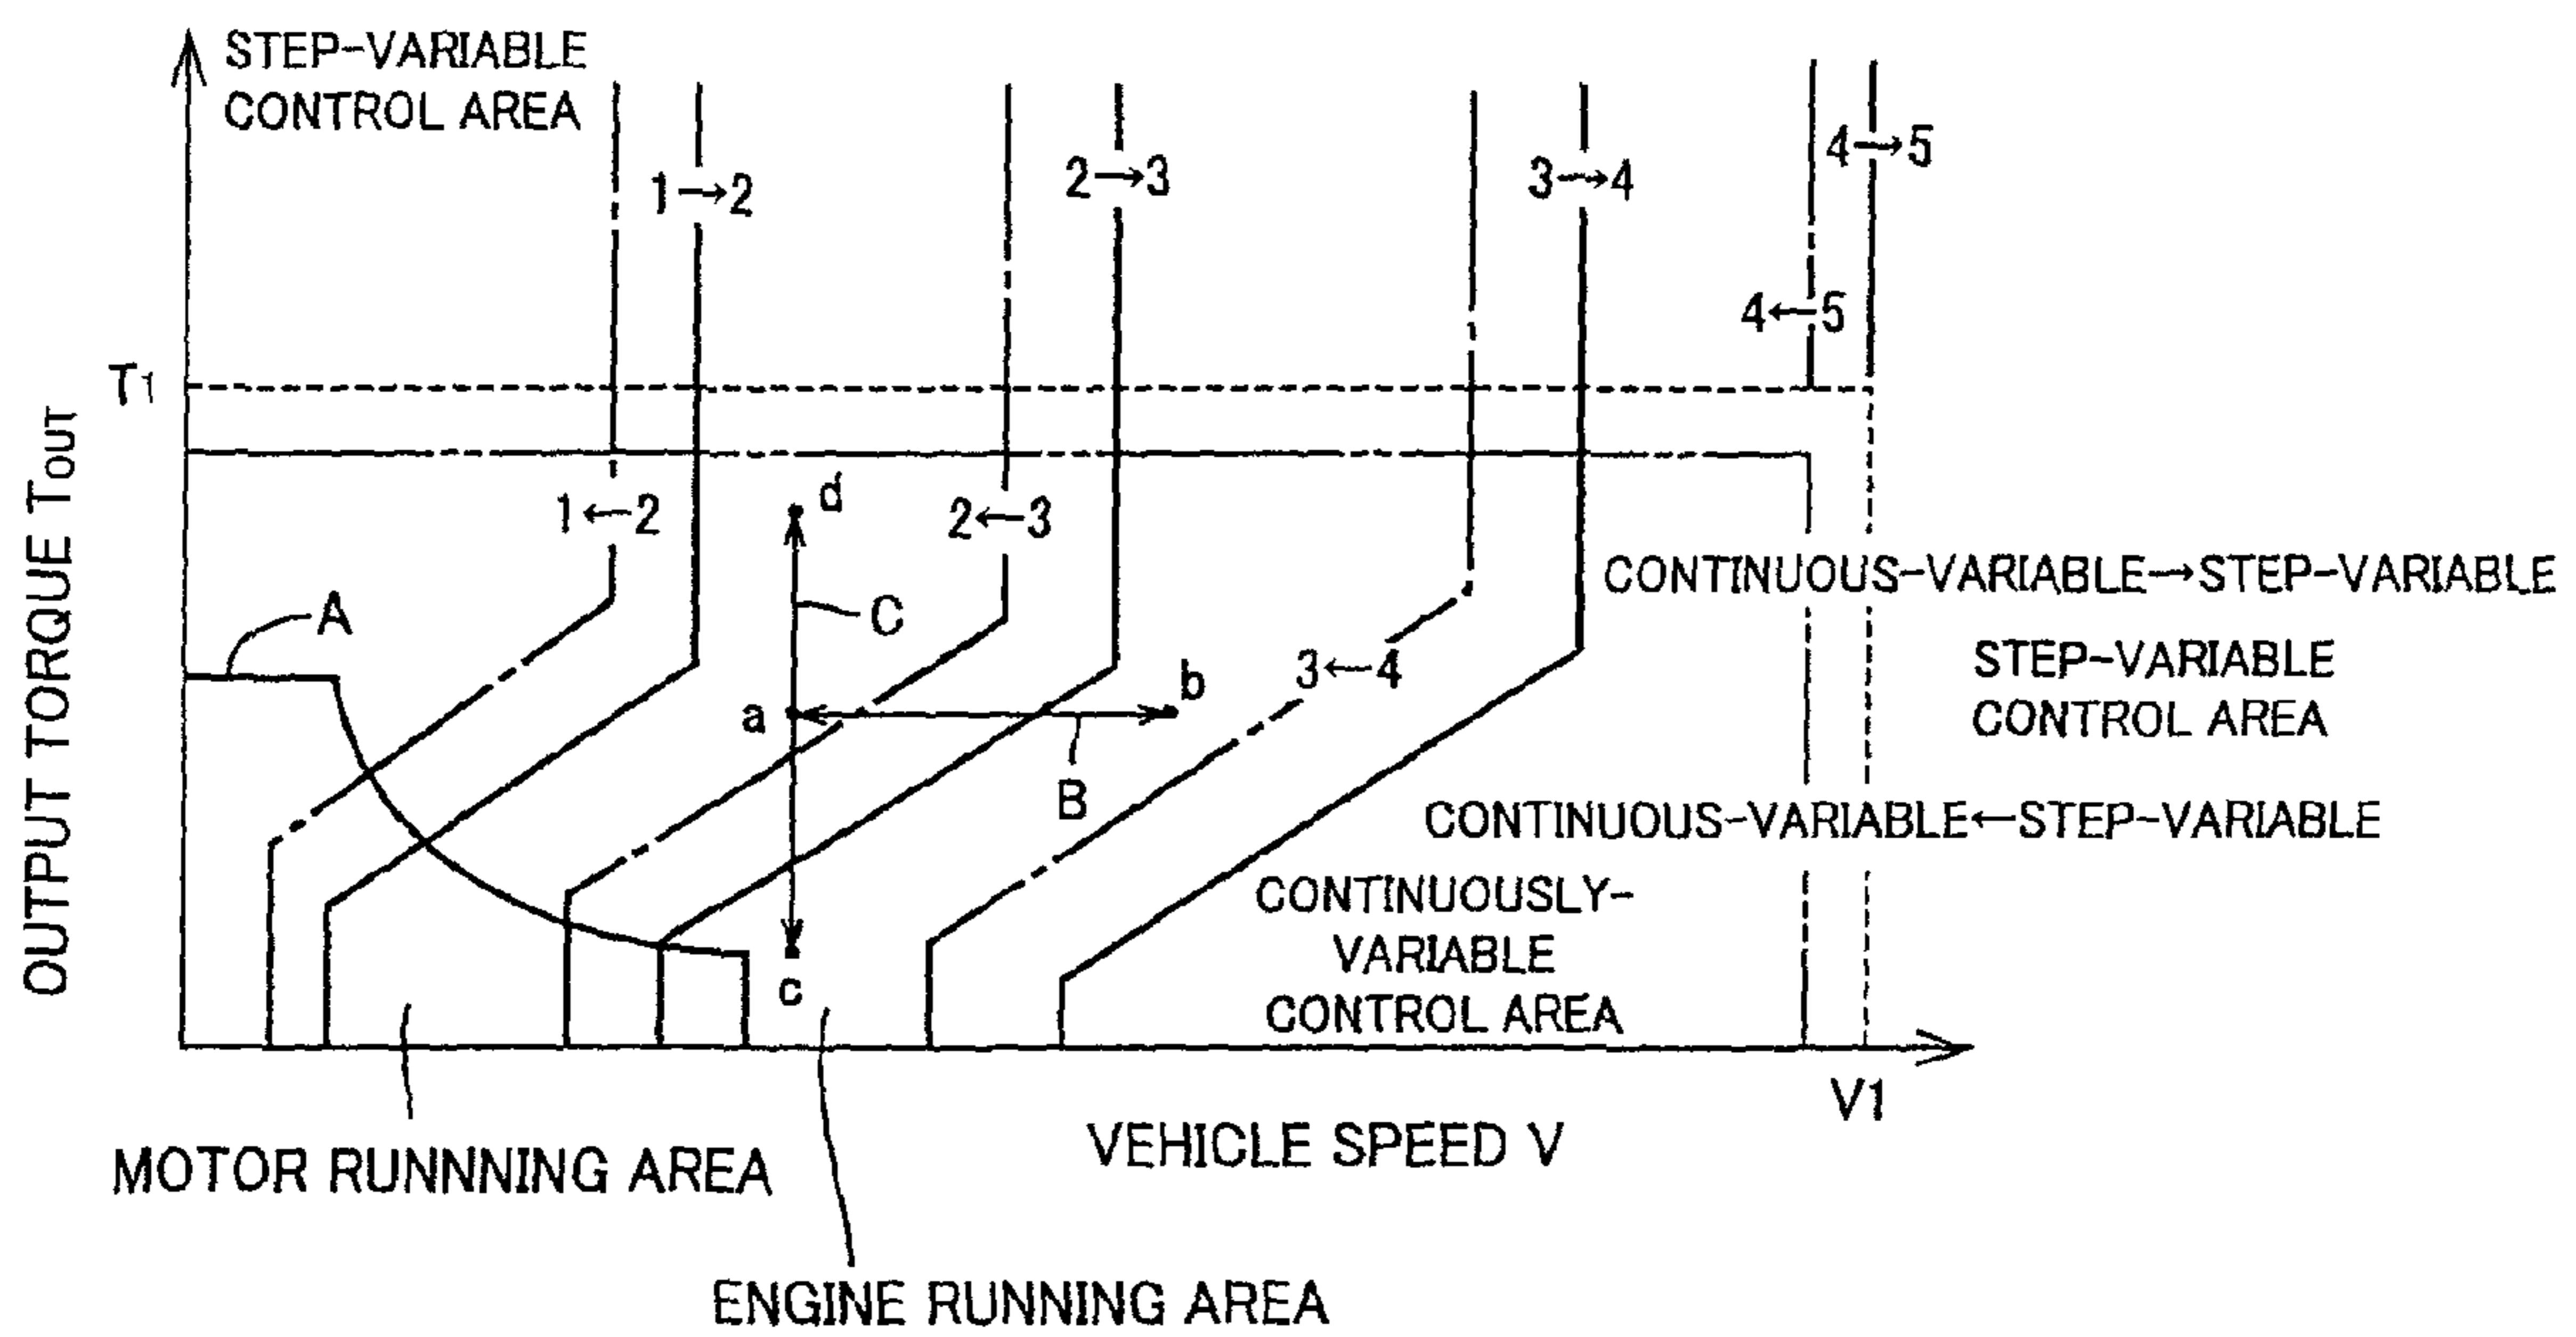 STEP-VARIABLE
CONTROL AREA
1→2
2→3
3→4
4→5
4←5
T1
OUTPUT TORQUE TOUT
1←2
d
2←3
A
C
CONTINUOUS-VARIABLE→STEP-VARIABLE
STEP-VARIABLE
CONTROL AREA
3←4
a
b
B
CONTINUOUS-VARIABLE←STEP-VARIABLE
CONTINUOUSLY-
VARIABLE
CONTROL AREA
c
V1
VEHICLE SPEED V
MOTOR RUNNNING AREA
ENGINE RUNNING AREA